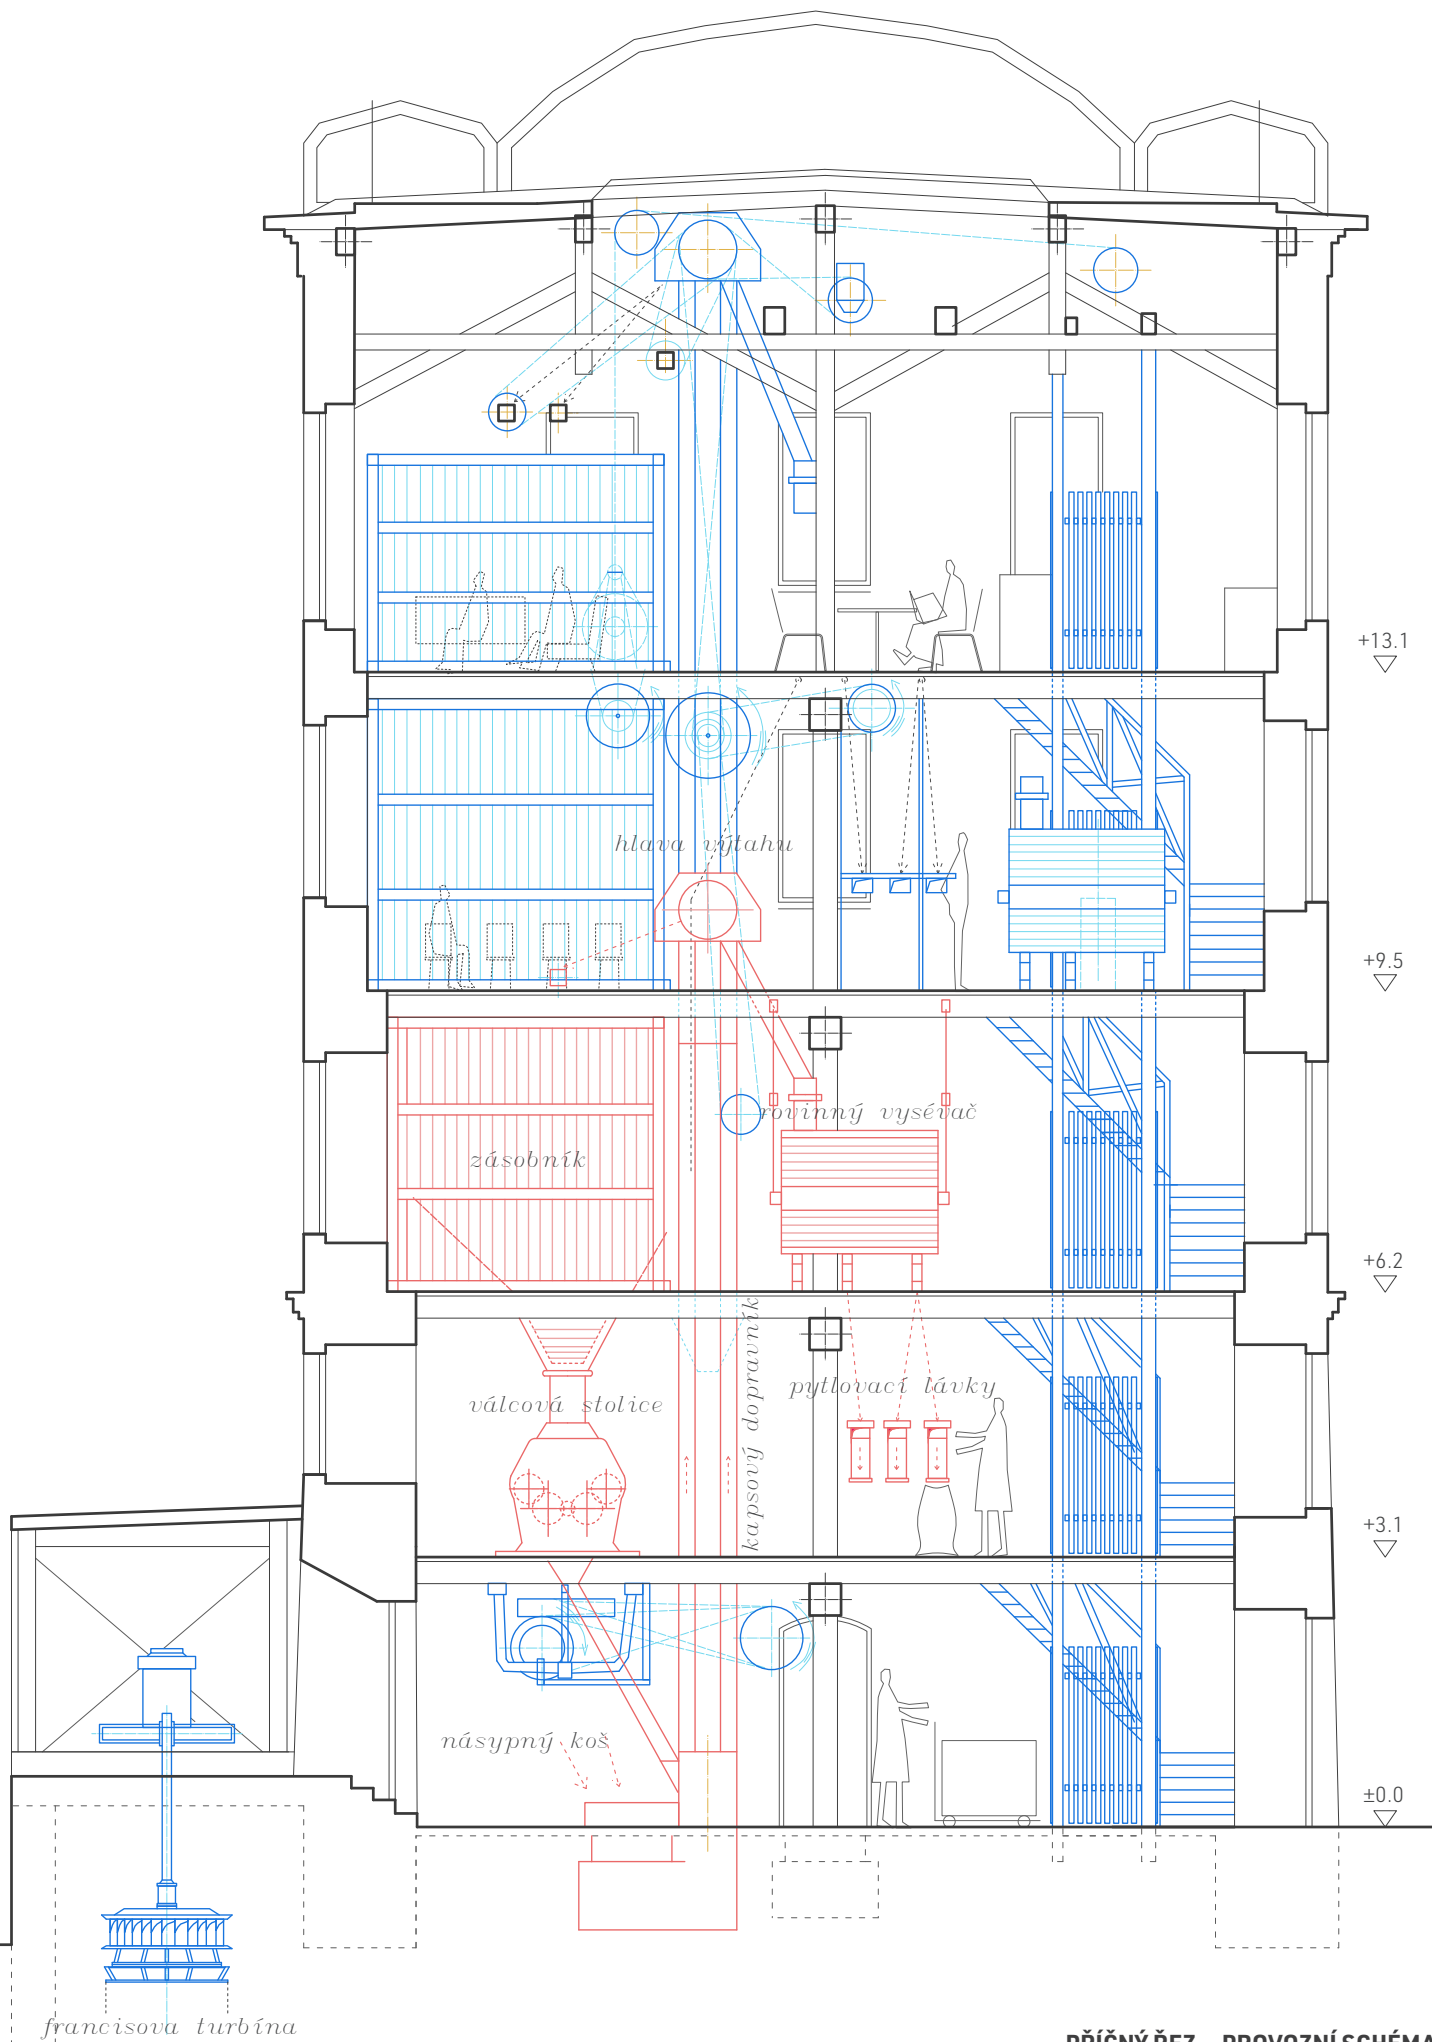 +13.1
hlava výtahu
+9.5
rovinný vysévač
zásobník
+6.2
kapsový dopravník
pytlovací lávky
válcová stolice
+3.1
násypný koš
±0.0
francisova turbína
PŘÍČNÝ ŘEZ - PROVOZNÍ SCHÉMA